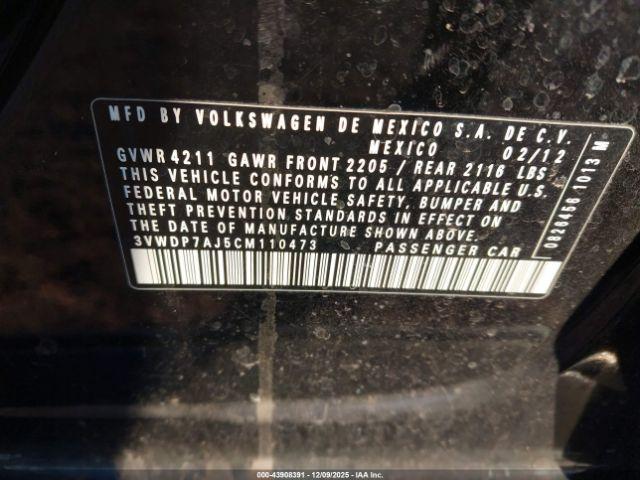 MFD BY VOLKSWAGEN DE MEXICO S.A. DE C.V.
MEXICO 02/12
GVWR 4211 GAWR FRONT 2205 / REAR 2116 LBS
THIS VEHICLE CONFORMS TO ALL APPLICABLE U.S.
FEDERAL MOTOR VEHICLE SAFETY, BUMPER AND
THEFT PREVENTION STANDARDS IN EFFECT ON
THE DATE OF MANUFACTURE SHOWN ABOVE.
3VWDP7AJ5CM110473 PASSENGER CAR
0826456 1013 M
000-43908391 - 12/09/2025 - IAA Inc.